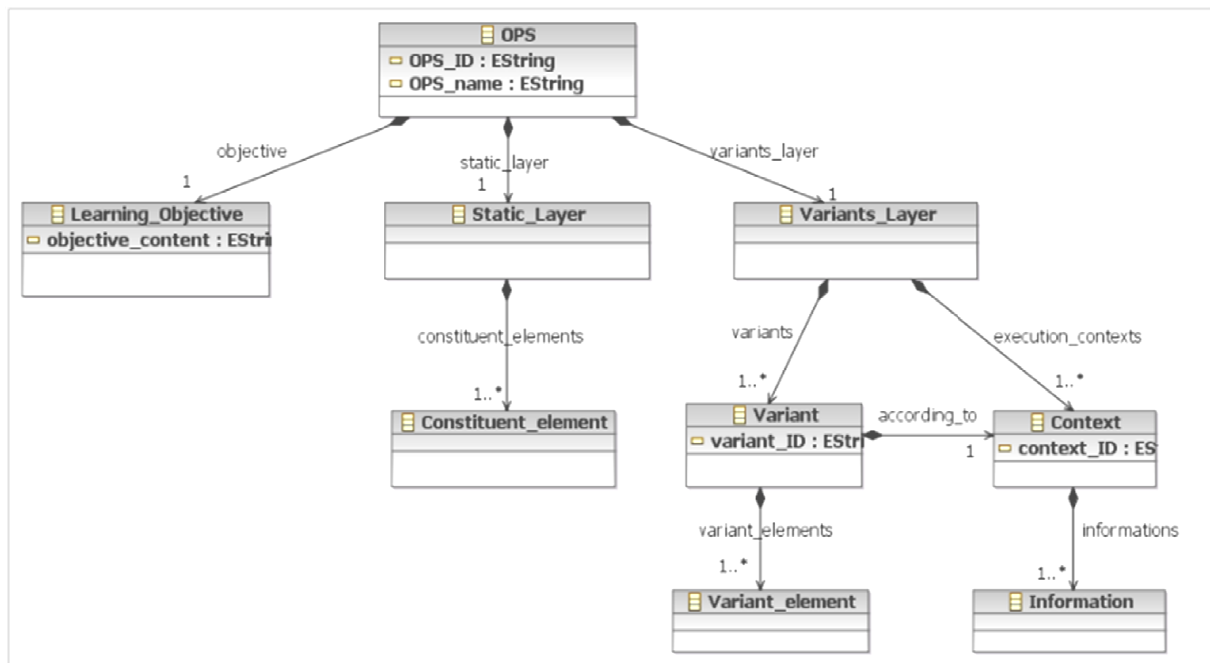 OPS
OPS_ID : EString
OPS_name : EString
objective
static_layer
variants_layer
1
1
1
Learning_Objective
objective_content : EStri
Static_Layer
Variants_Layer
constituent_elements
variants
execution_contexts
1..*
1..*
1..*
Constituent_element
Variant
variant_ID : EStri
according_to
1
Context
context_ID : ES
variant_elements
informations
1..*
1..*
Variant_element
Information